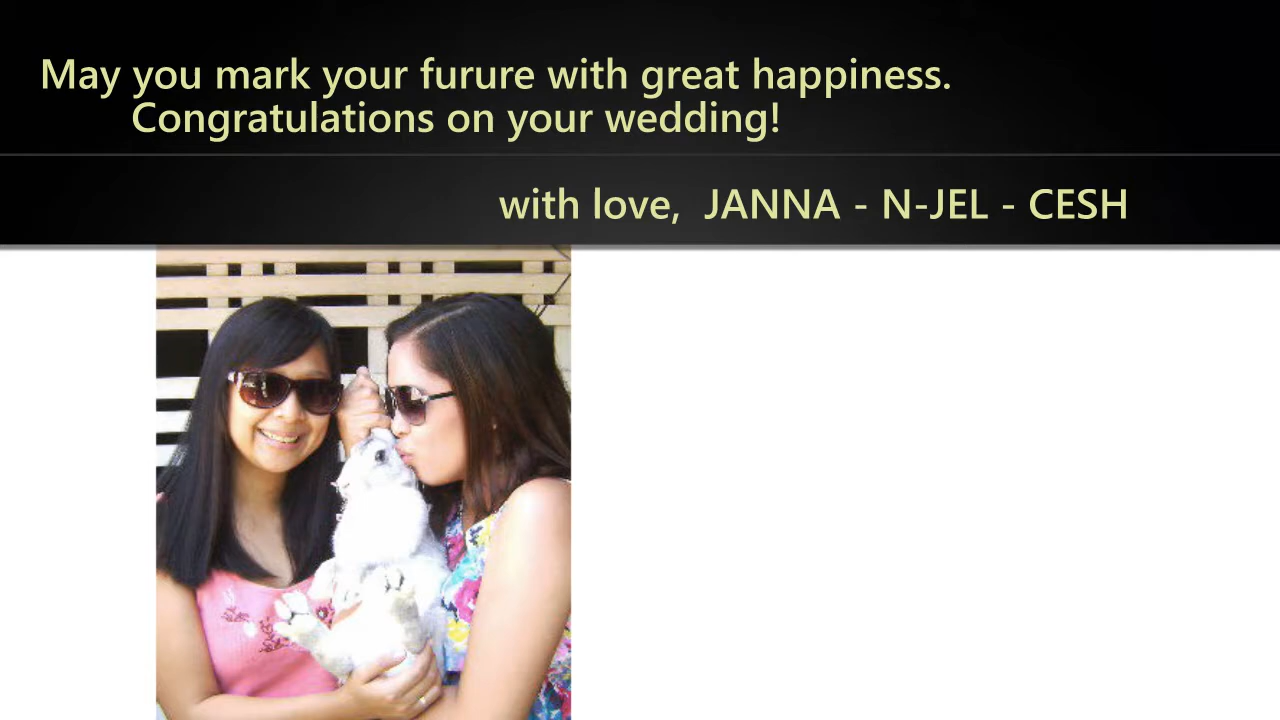 May you mark your furure with great happiness.
Congratulations on your wedding!
with love, JANNA - N-JEL - CESH